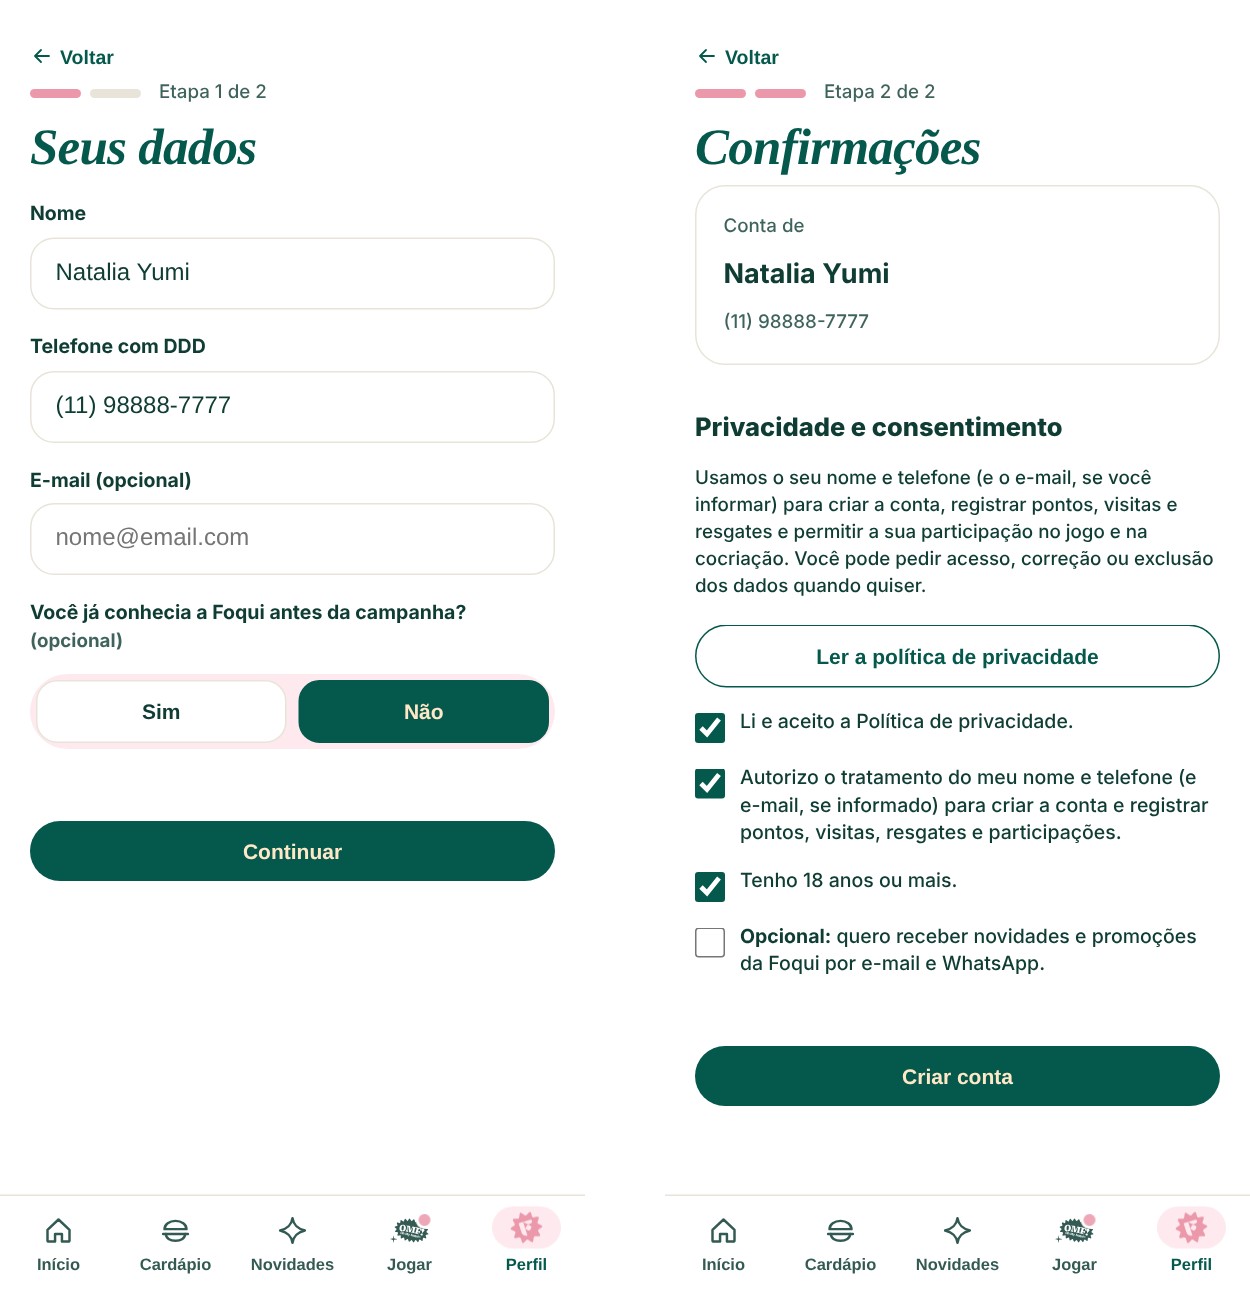 Voltar
Etapa 1 de 2
Seus dados
Nome
Natalia Yumi
Telefone com DDD
(11) 98888-7777
E-mail (opcional)
nome@email.com
Você já conhecia a Foqui antes da campanha?
(opcional)
Sim
Não
Continuar
Início
Cardápio
Novidades
Jogar
Perfil
Voltar
Etapa 2 de 2
Confirmações
Conta de
Natalia Yumi
(11) 98888-7777
Privacidade e consentimento
Usamos o seu nome e telefone (e o e-mail, se você
informar) para criar a conta, registrar pontos, visitas e
resgates e permitir a sua participação no jogo e na
cocriação. Você pode pedir acesso, correção ou exclusão
dos dados quando quiser.
Ler a política de privacidade
Li e aceito a Política de privacidade.
Autorizo o tratamento do meu nome e telefone (e
e-mail, se informado) para criar a conta e registrar
pontos, visitas, resgates e participações.
Tenho 18 anos ou mais.
Opcional: quero receber novidades e promoções
da Foqui por e-mail e WhatsApp.
Criar conta
Início
Cardápio
Novidades
Jogar
Perfil